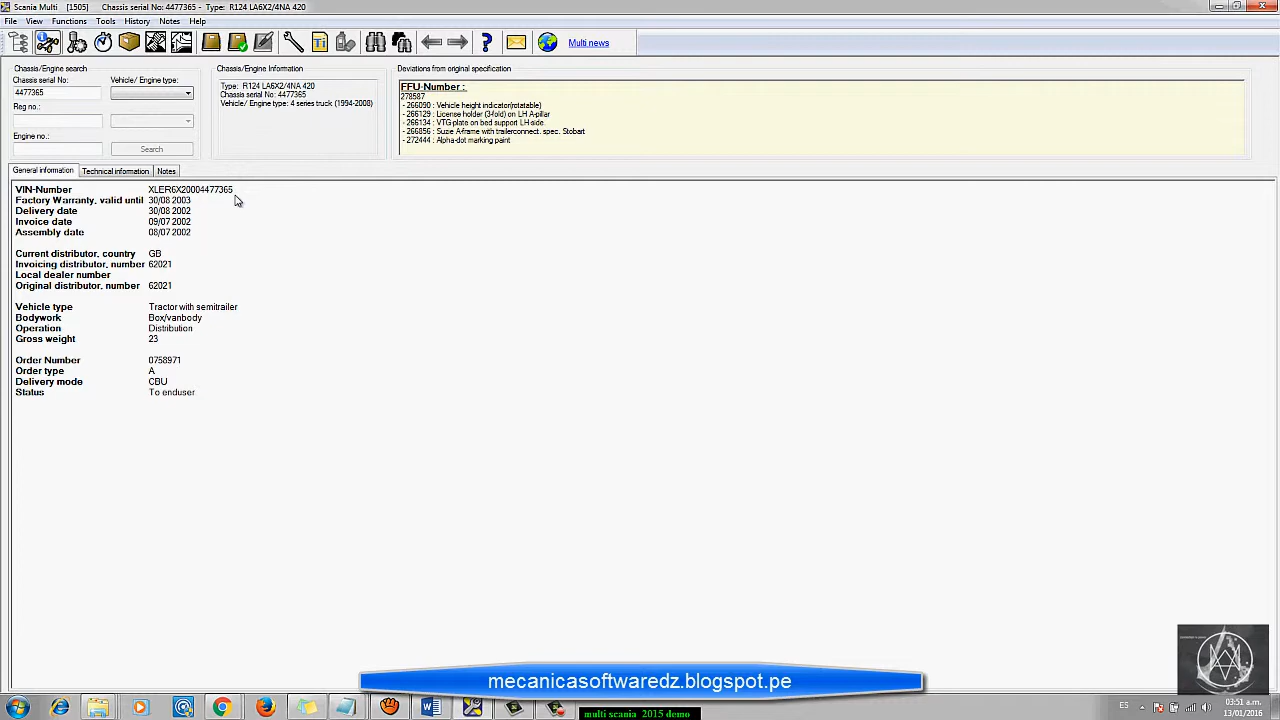 Scania Multi [1505] Chassis serial No: 4477365 - Type: R124 LA6X2/4NA 420
File View Functions Tools History Notes Help
Ti ? Multi news
Chassis/Engine search
Chassis serial No: Vehicle/ Engine type:
4477365
Reg no.:
Engine no.:
Search
Chassis/Engine Information
Type: R124 LA6X2/4NA 420
Chassis serial No: 4477365
Vehicle/ Engine type: 4 series truck (1994-2008)
Deviations from original specification
FFU-Number :
278587
- 266090 : Vehicle height indicator(rotatable)
- 266129 : License holder (3-fold) on LH A-pillar
- 266134 : VTG plate on bed support LH side.
- 266856 : Suzie A-frame with trailerconnect. spec. Stobart
- 272444 : Alpha-dot marking paint
General information Technical information Notes
VIN-Number XLER6X20004477365
Factory Warranty, valid until 30/08 2003
Delivery date 30/08 2002
Invoice date 09/07 2002
Assembly date 08/07 2002
Current distributor, country GB
Invoicing distributor, number 62021
Local dealer number
Original distributor, number 62021
Vehicle type Tractor with semitrailer
Bodywork Box/vanbody
Operation Distribution
Gross weight 23
Order Number 0758971
Order type A
Delivery mode CBU
Status To enduser
mecanicasoftwaredz.blogspot.pe
multi scania 2015 demo
ES
03:51 a.m.
13/01/2016